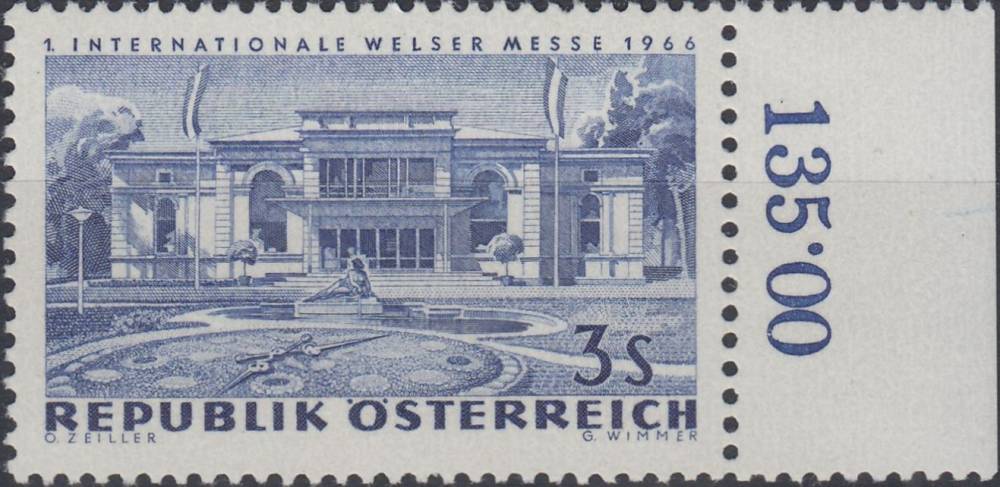 1. INTERNATIONALE WELSER MESSE 1966
3S
REPUBLIK ÖSTERREICH
O. ZEILLER G. WIMMER
135·00